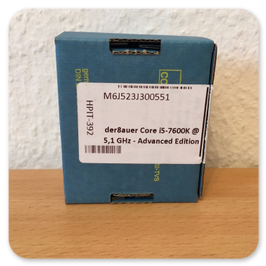 M6J523J300551
HPIT-392
der8auer Core i5-7600K @
5,1 GHz - Advanced Edition